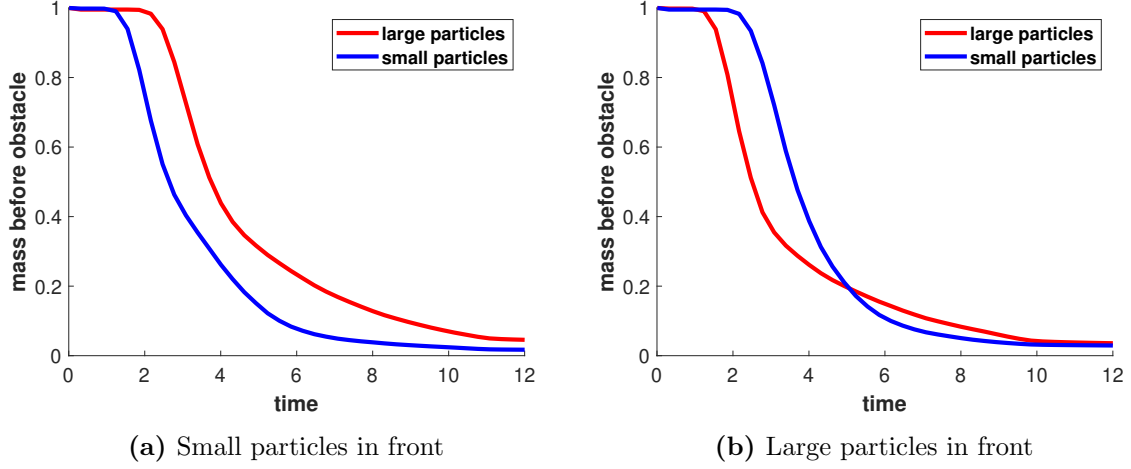 1
0.8
0.6
0.4
0.2
0
mass before obstacle
large particles
small particles
0 2 4 6 8 10 12
time
(a) Small particles in front
1
0.8
0.6
0.4
0.2
0
mass before obstacle
large particles
small particles
0 2 4 6 8 10 12
time
(b) Large particles in front